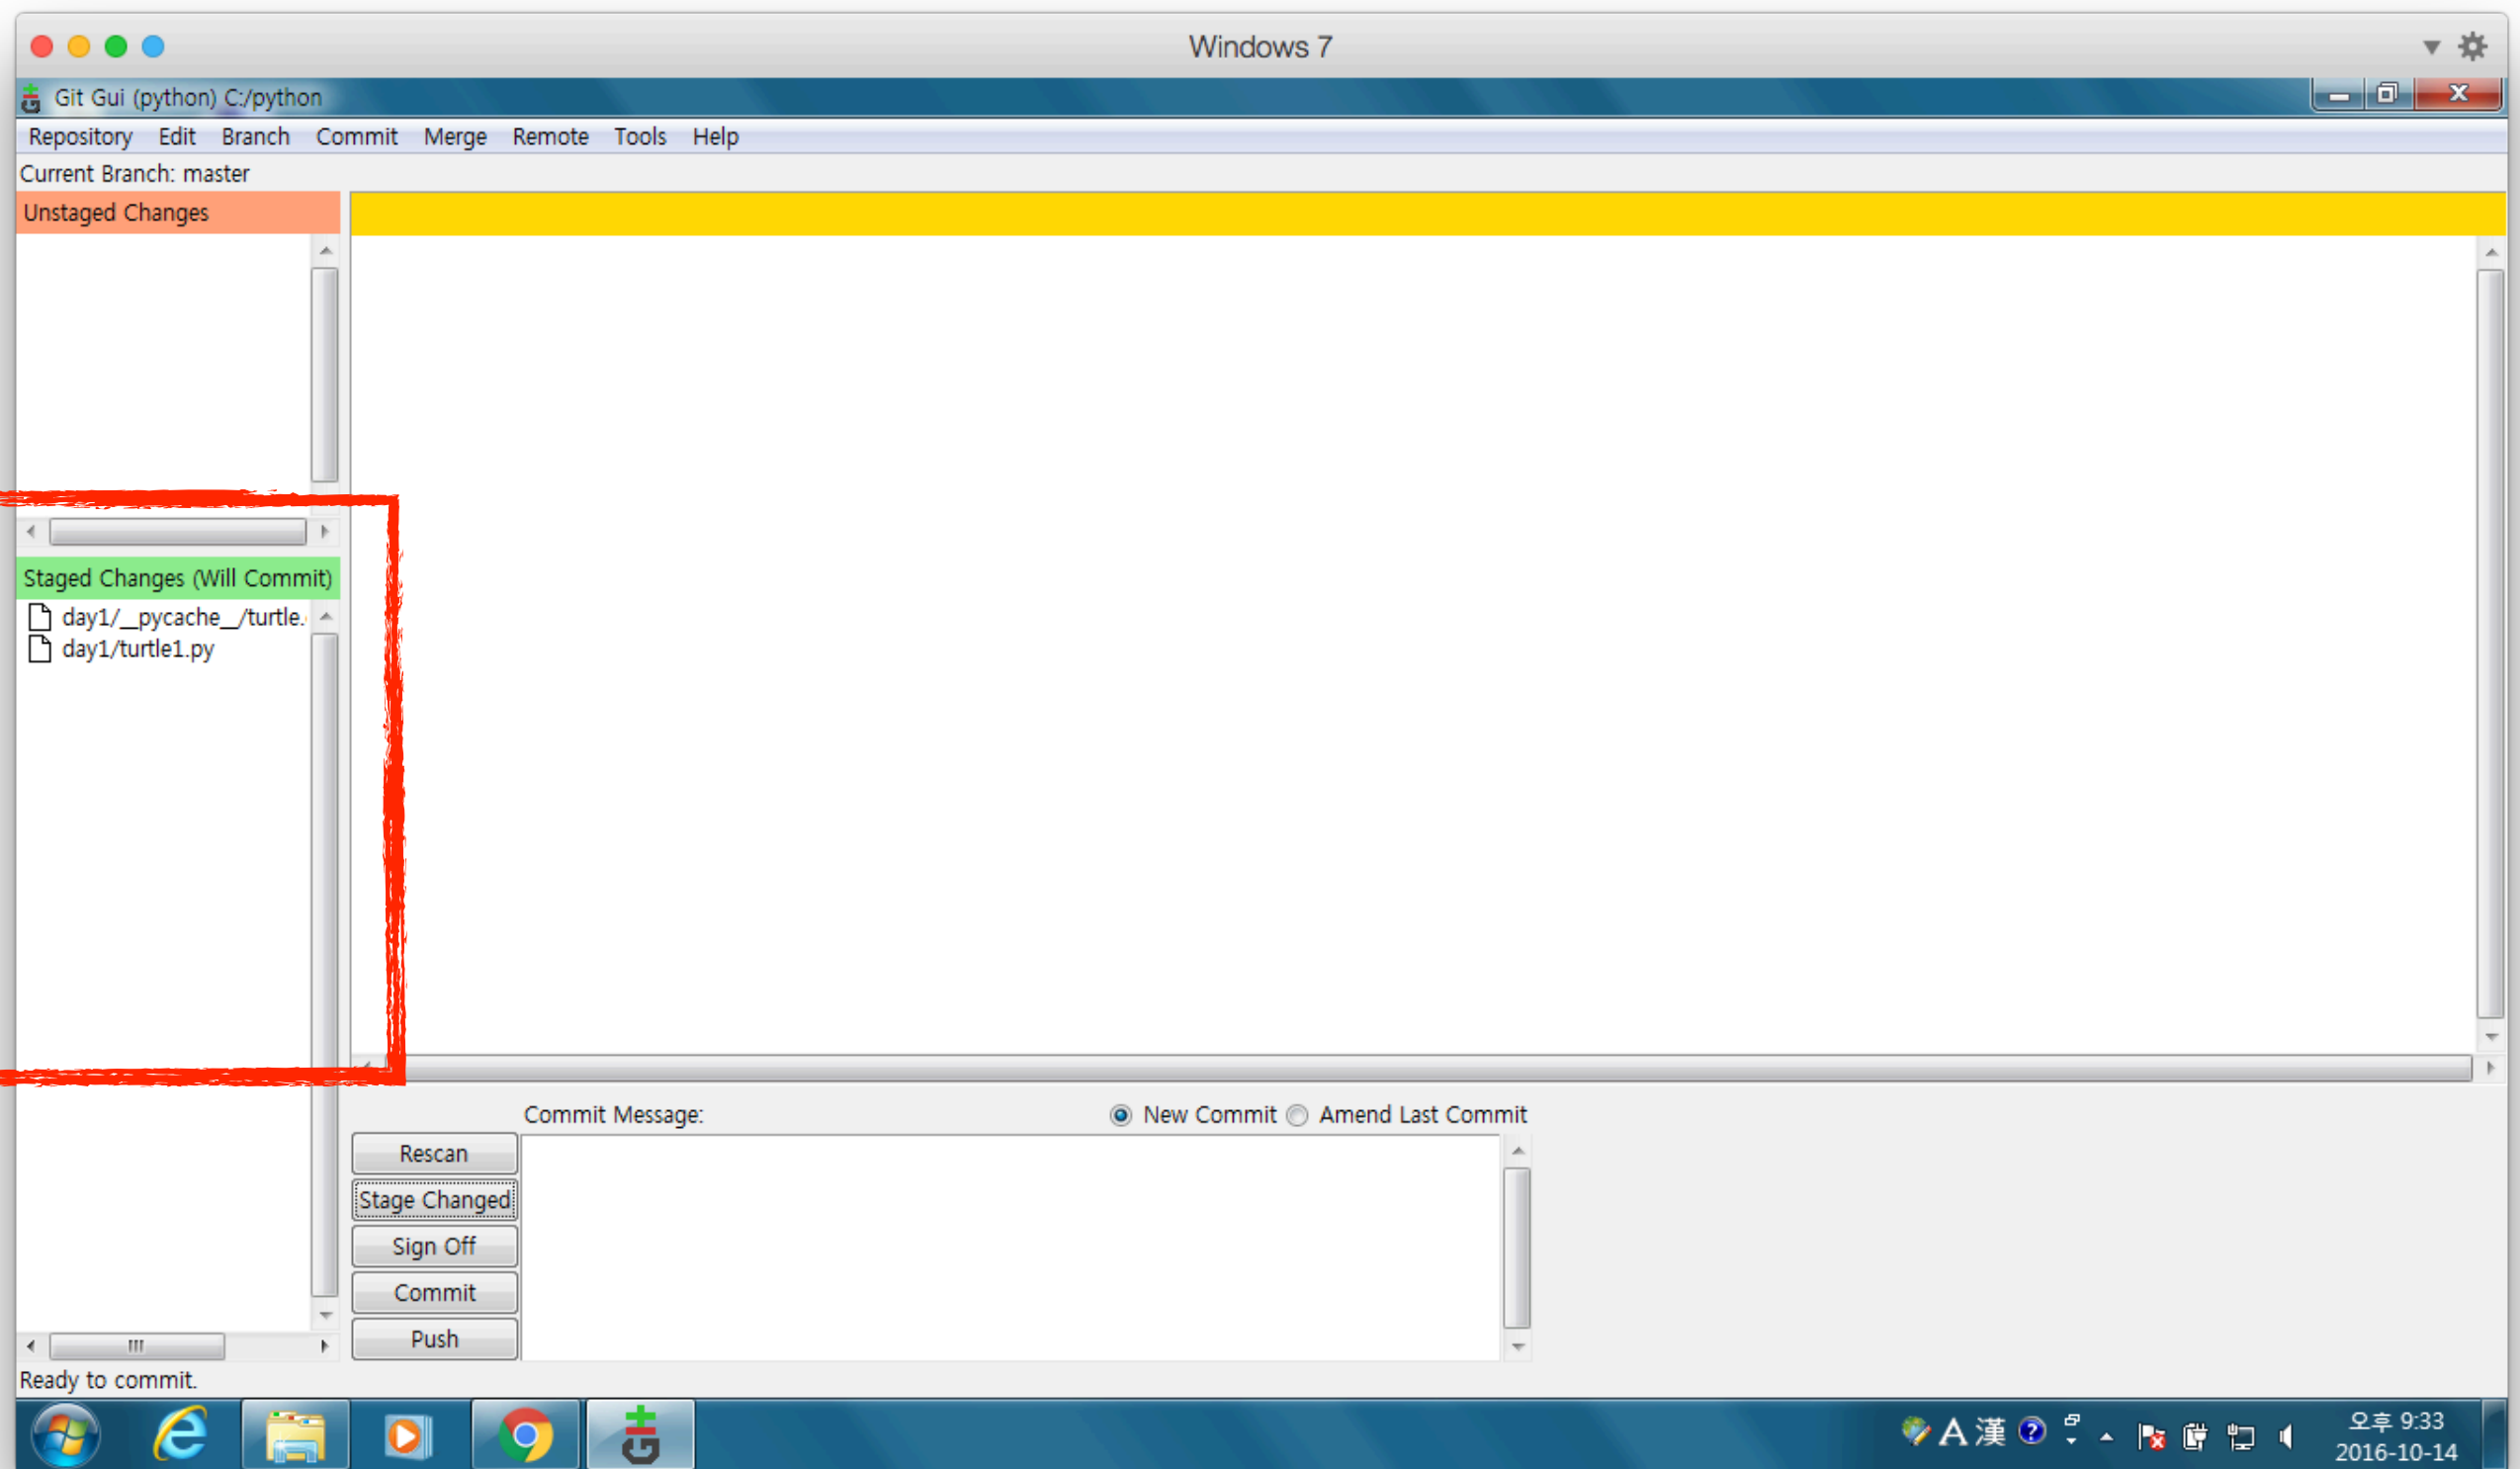 Windows 7
Git Gui (python) C:/python
Repository Edit Branch Commit Merge Remote Tools Help
Current Branch: master
Unstaged Changes
Staged Changes (Will Commit)
day1/__pycache__/turtle.
day1/turtle1.py
Commit Message: New Commit Amend Last Commit
Rescan
Stage Changed
Sign Off
Commit
Push
Ready to commit.
A 漢
오후 9:33
2016-10-14